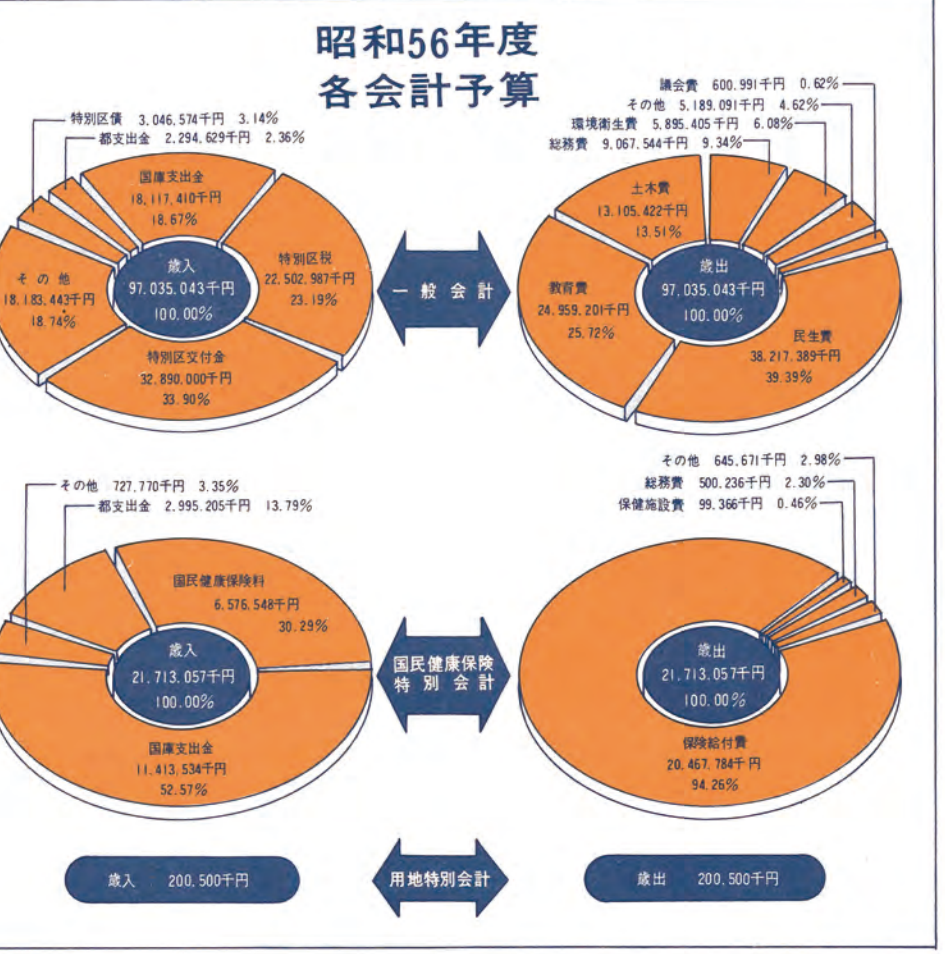 昭和56年度
各会計予算
特別区債 3,046,574千円 3.14%
都支出金 2,294,629千円 2.36%
国庫支出金
18,117,410千円
18.67%
特別区税
22,502,987千円
23.19%
その他
18,183,443千円
18.74%
歳入
97,035,043千円
100.00%
特別区交付金
32,890,000千円
33.90%
一般会計
議会費 600,991千円 0.62%
その他 5,189,091千円 4.62%
環境衛生費 5,895,405千円 6.08%
総務費 9,067,544千円 9.34%
土木費
13,105,422千円
13.51%
教育費
24,959,201千円
25.72%
歳出
97,035,043千円
100.00%
民生費
38,217,389千円
39.39%
その他 727,770千円 3.35%
都支出金 2,995,205千円 13.79%
国民健康保険料
6,576,548千円
30.29%
歳入
21,713,057千円
100.00%
国庫支出金
11,413,534千円
52.57%
国民健康保険
特別会計
その他 645,671千円 2.98%
総務費 500,236千円 2.30%
保健施設費 99,366千円 0.46%
歳出
21,713,057千円
100.00%
保険給付費
20,467,784千円
94.26%
歳入 200,500千円
用地特別会計
歳出 200,500千円